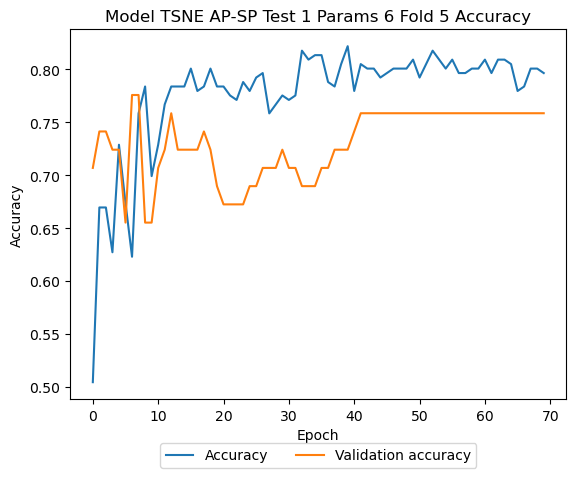 Model TSNE AP-SP Test 1 Params 6 Fold 5 Accuracy
0.80
0.75
0.70
0.65
0.60
0.55
0.50
Accuracy
0 10 20 30 40 50 60 70
Epoch
Accuracy Validation accuracy